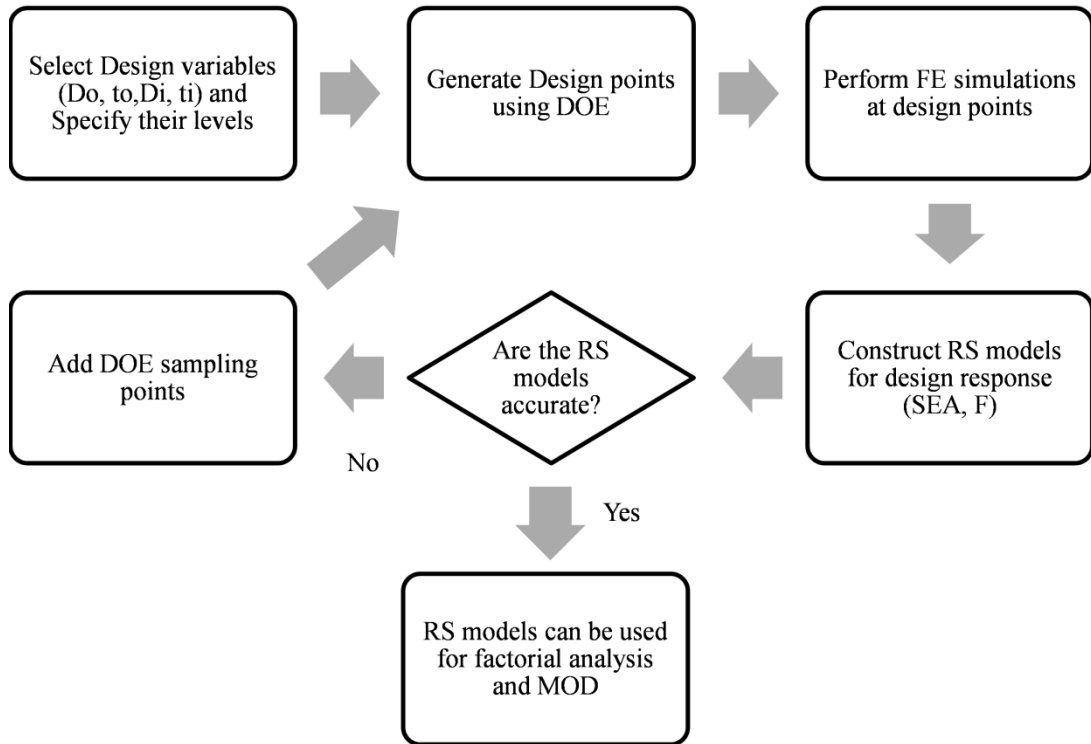 Select Design variables
(Do, to,Di, ti) and
Specify their levels
Generate Design points
using DOE
Perform FE simulations
at design points
Construct RS models
for design response
(SEA, F)
Are the RS
models
accurate?
Add DOE sampling
points
No
Yes
RS models can be used
for factorial analysis
and MOD